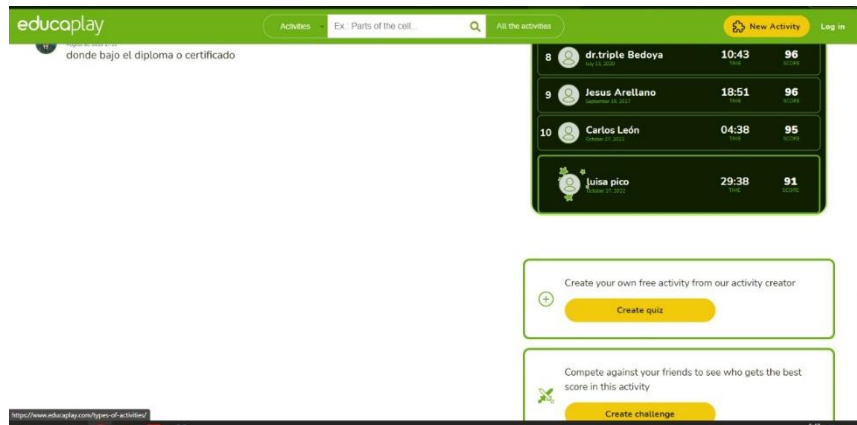 educaplay
Activities
Ex.: Parts of the cell...
All the activities
New Activity
Log in
donde bajo el diploma o certificado
8 dr.triple Bedoya 10:43 96
July 13, 2020 TIME SCORE
9 Jesus Arellano 18:51 96
September 19, 2017 TIME SCORE
10 Carlos León 04:38 95
October 27, 2022 TIME SCORE
luisa pico 29:38 91
October 27, 2022 TIME SCORE
Create your own free activity from our activity creator
Create quiz
Compete against your friends to see who gets the best
score in this activity
Create challenge
https://www.educaplay.com/types-of-activities/